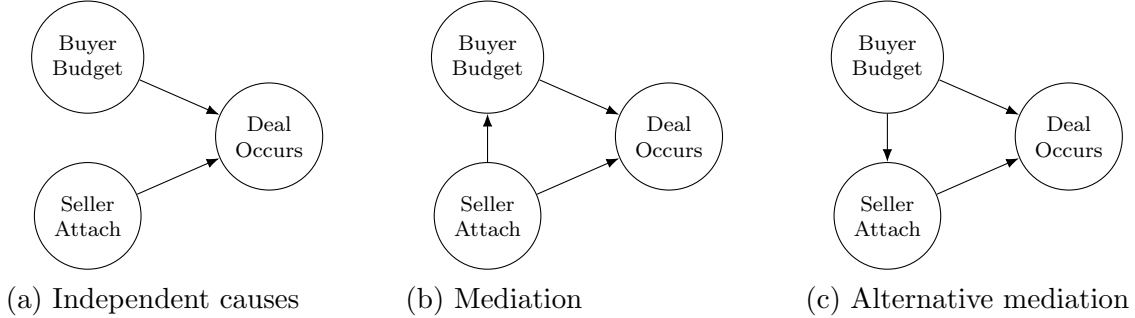 Buyer
Budget
Deal
Occurs
Seller
Attach
(a) Independent causes
Buyer
Budget
Deal
Occurs
Seller
Attach
(b) Mediation
Buyer
Budget
Deal
Occurs
Seller
Attach
(c) Alternative mediation